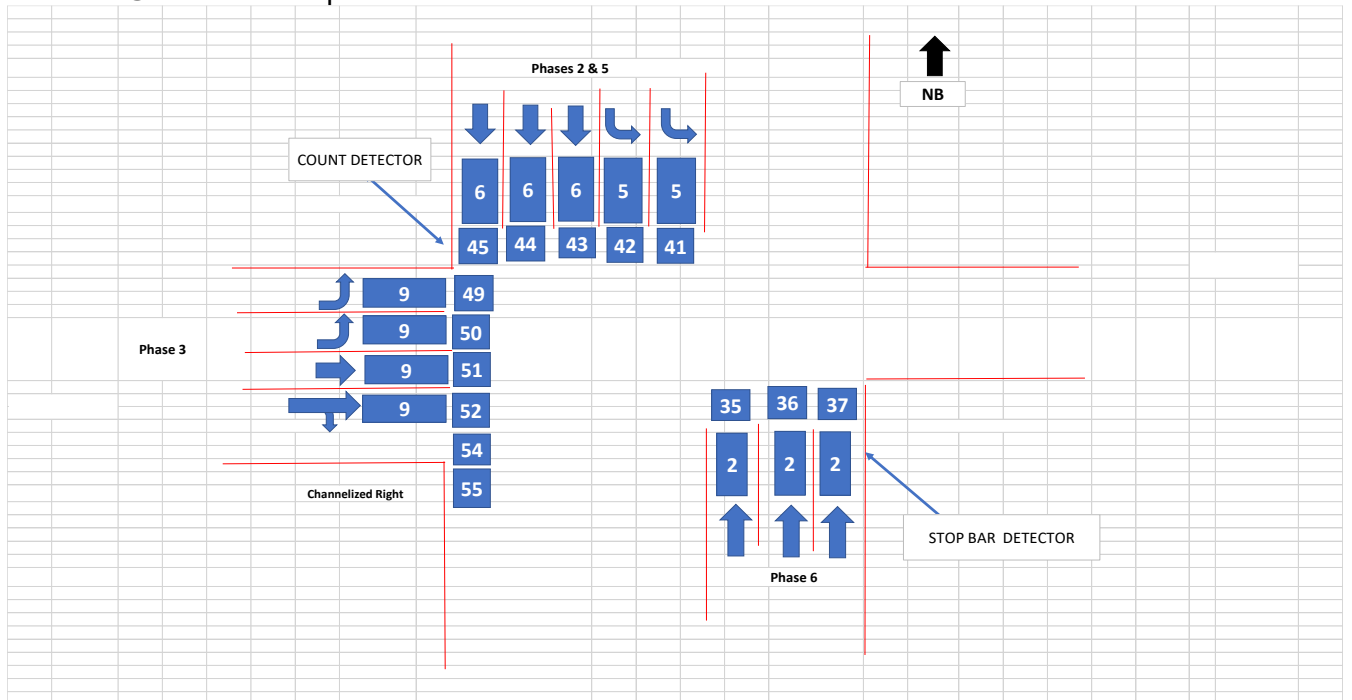 Phases 2 & 5
NB
COUNT DETECTOR
6 6 6 5 5
45 44 43 42 41
9 49
9 50
Phase 3
9 51
9 52
35 36 37
54
2 2 2
55
Channelized Right
STOP BAR DETECTOR
Phase 6